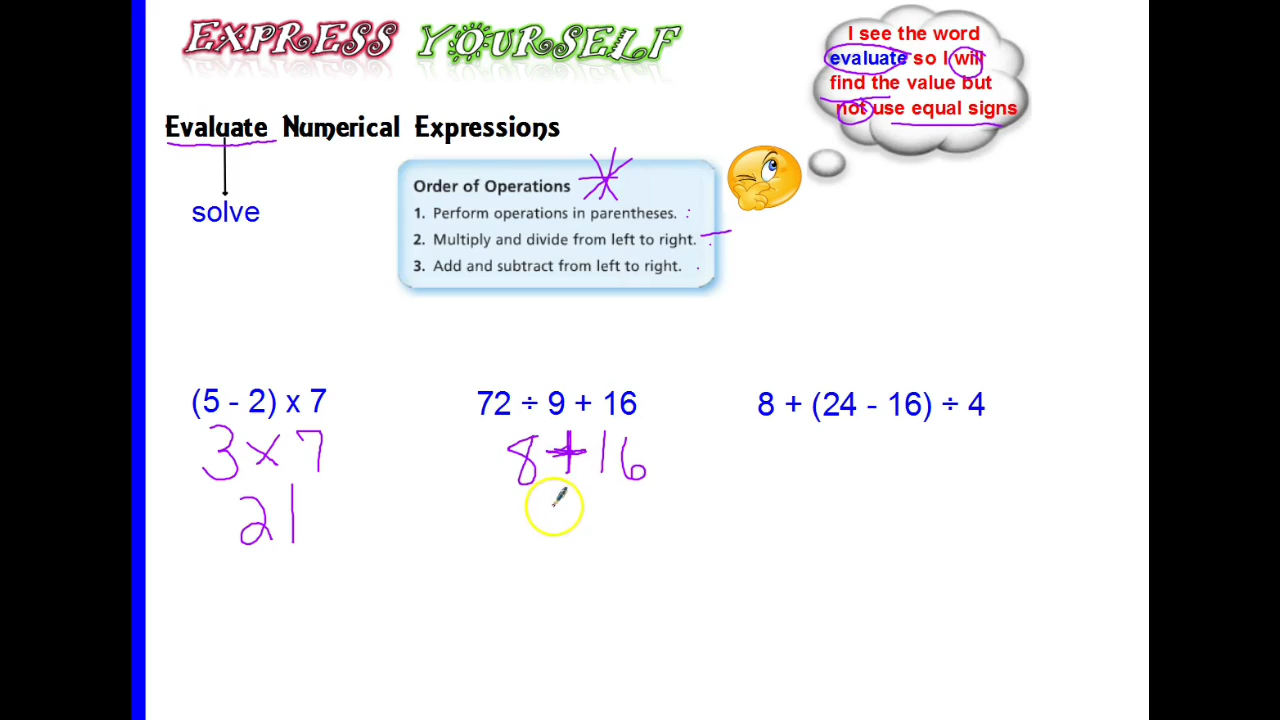 EXPRESS YOURSELF
I see the word
evaluate so I will
find the value but
not use equal signs
Evaluate Numerical Expressions
solve
Order of Operations
1. Perform operations in parentheses.
2. Multiply and divide from left to right.
3. Add and subtract from left to right.
(5 - 2) x 7
3 x 7
21
72 ÷ 9 + 16
8 + 16
8 + (24 - 16) ÷ 4